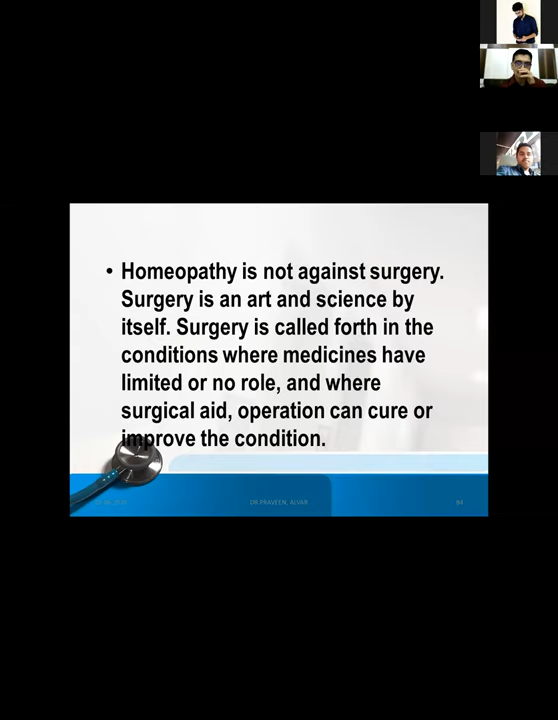 • Homeopathy is not against surgery.
Surgery is an art and science by
itself. Surgery is called forth in the
conditions where medicines have
limited or no role, and where
surgical aid, operation can cure or
improve the condition.
DR.PRAVEEN, ALVAR
94